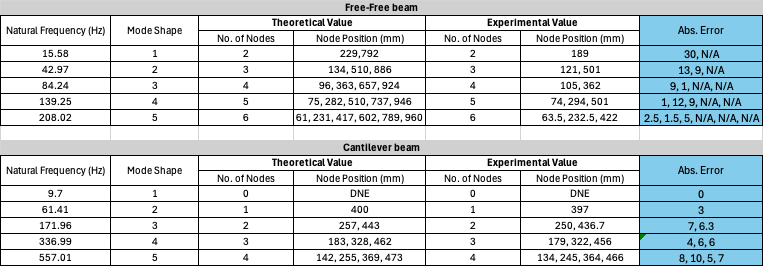 Free-Free beam
Natural Frequency (Hz) Mode Shape Theoretical Value Experimental Value Abs. Error
No. of Nodes Node Position (mm) No. of Nodes Node Position (mm)
15.58 1 2 229,792 2 189 30, N/A
42.97 2 3 134, 510, 886 3 121, 501 13, 9, N/A
84.24 3 4 96, 363, 657, 924 4 105, 362 9, 1, N/A, N/A
139.25 4 5 75, 282, 510, 737, 946 5 74, 294, 501 1, 12, 9, N/A, N/A
208.02 5 6 61, 231, 417, 602, 789, 960 6 63.5, 232.5, 422 2.5, 1.5, 5, N/A, N/A, N/A
Cantilever beam
Natural Frequency (Hz) Mode Shape Theoretical Value Experimental Value Abs. Error
No. of Nodes Node Position (mm) No. of Nodes Node Position (mm)
9.7 1 0 DNE 0 DNE 0
61.41 2 1 400 1 397 3
171.96 3 2 257, 443 2 250, 436.7 7, 6.3
336.99 4 3 183, 328, 462 3 179, 322, 456 4, 6, 6
557.01 5 4 142, 255, 369, 473 4 134, 245, 364, 466 8, 10, 5, 7